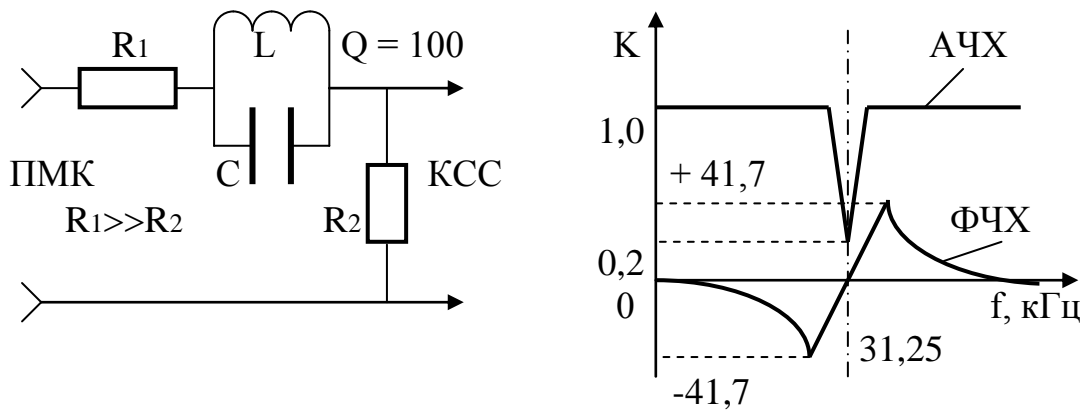 R1
L
Q = 100
C
ПМК
КСС
R1>>R2
R2
K
АЧХ
1,0
+ 41,7
ФЧХ
0,2
0
f, кГц
31,25
-41,7